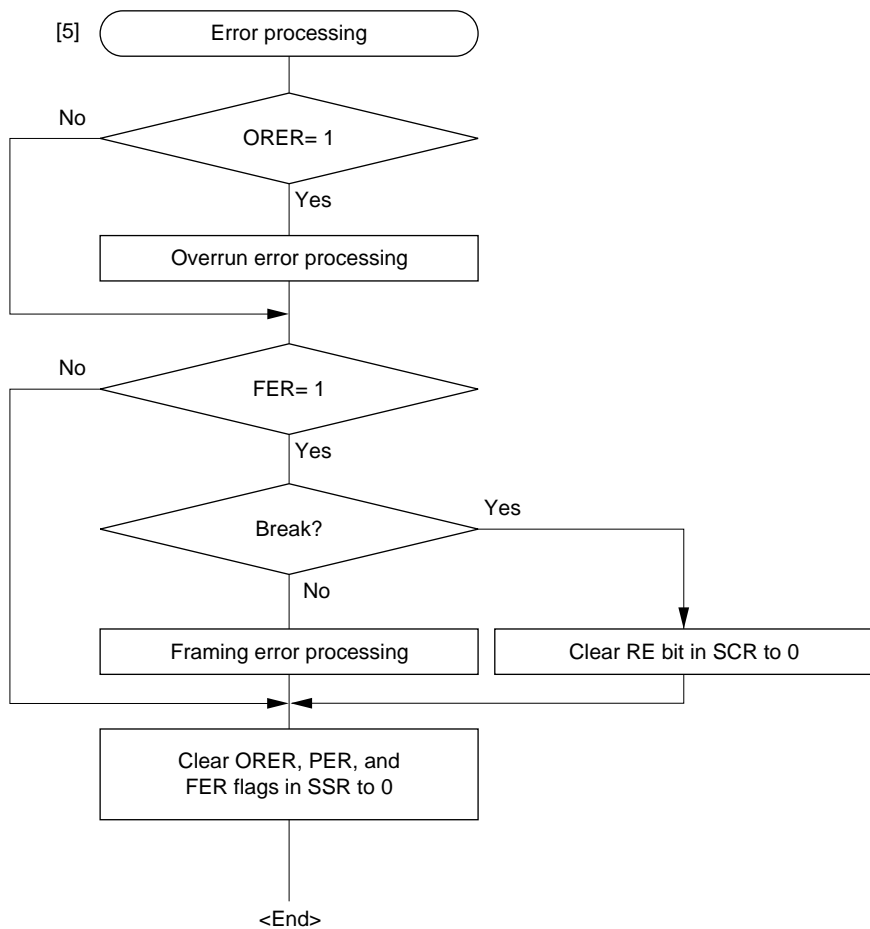 [5]
Error processing
No
ORER= 1
Yes
Overrun error processing
No
FER= 1
Yes
Break?
Yes
No
Framing error processing
Clear RE bit in SCR to 0
Clear ORER, PER, and
FER flags in SSR to 0
<End>